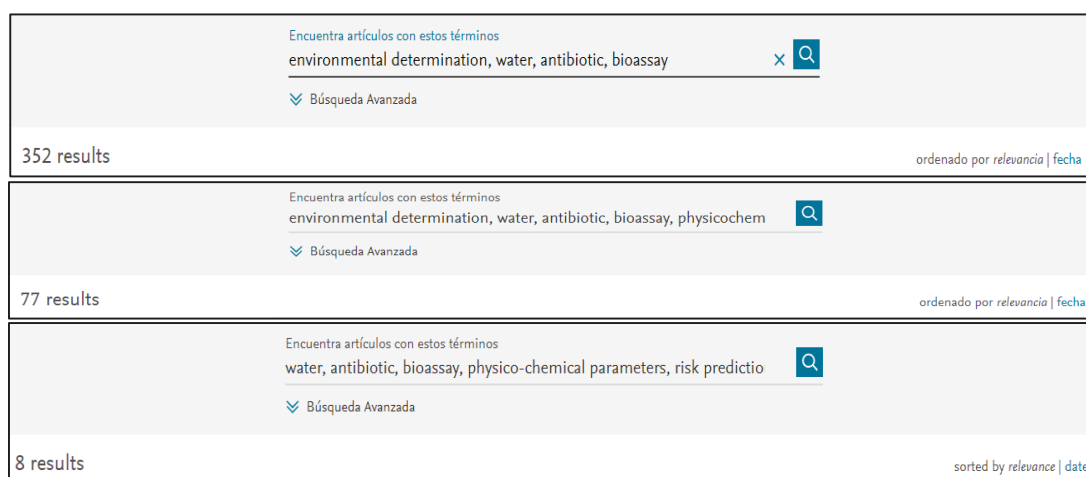 Encuentra artículos con estos términos
environmental determination, water, antibiotic, bioassay
Búsqueda Avanzada
352 results
ordenado por relevancia | fecha
Encuentra artículos con estos términos
environmental determination, water, antibiotic, bioassay, physicochem
Búsqueda Avanzada
77 results
ordenado por relevancia | fecha
Encuentra artículos con estos términos
water, antibiotic, bioassay, physico-chemical parameters, risk predictio
Búsqueda Avanzada
8 results
sorted by relevance | date